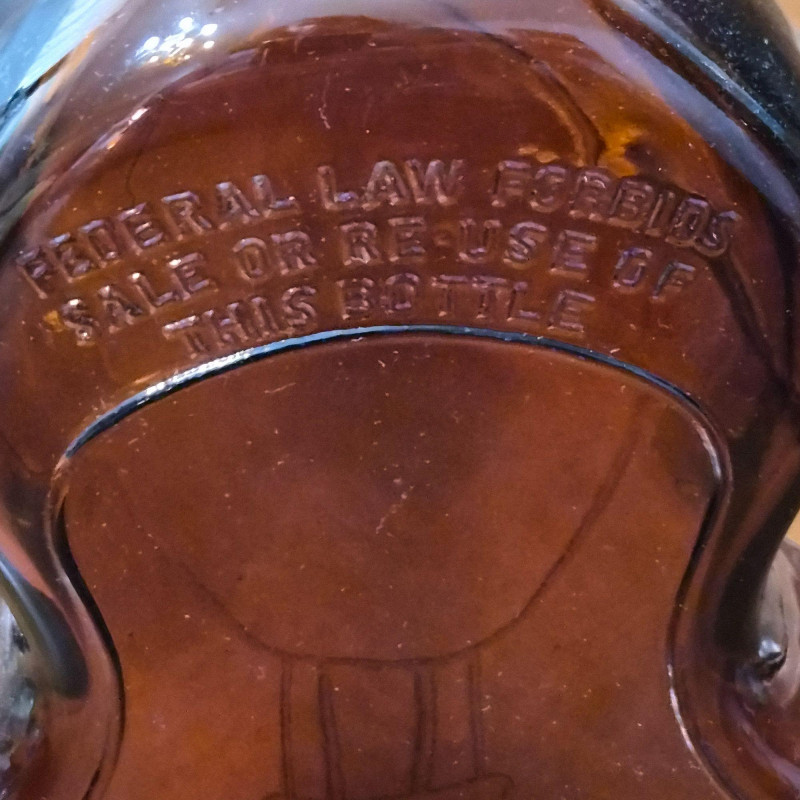 FEDERAL LAW FORBIDS
SALE OR RE-USE OF
THIS BOTTLE